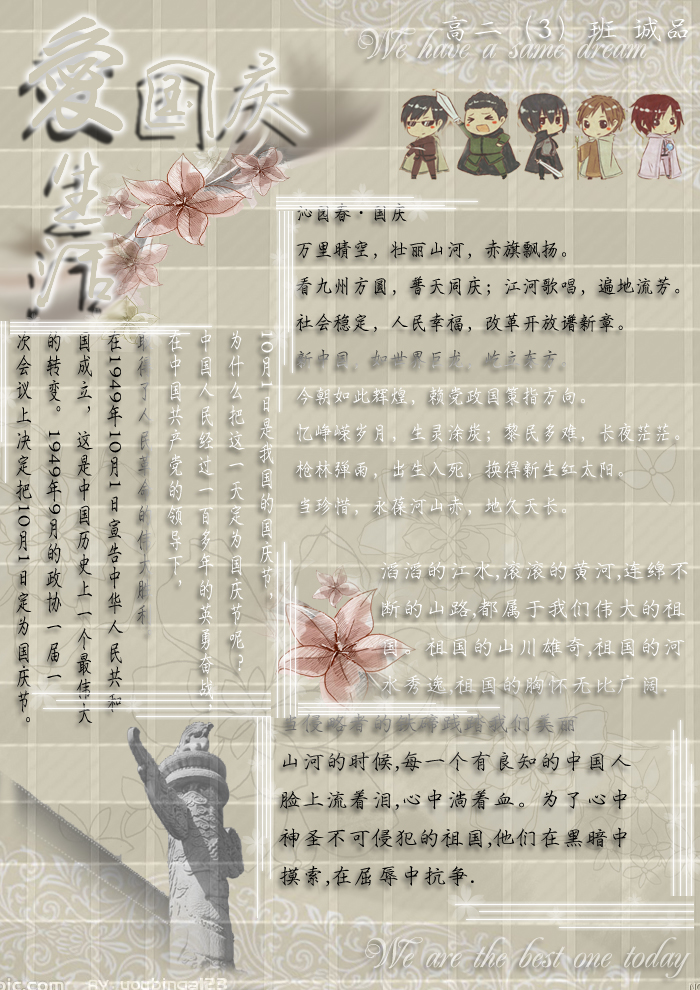 高二（3）班 诚品
We have a same dream
爱国庆
生活
沁园春·国庆
万里晴空，壮丽山河，赤旗飘扬。
看九州方圆，普天同庆；江河歌唱，遍地流芳。
社会稳定，人民幸福，改革开放谱新章。
新中国，如世界巨龙，屹立东方。
今朝如此辉煌，赖党政国策指方向。
忆峥嵘岁月，生灵涂炭；黎民多难，长夜茫茫。
枪林弹雨，出生入死，换得新生红太阳。
当珍惜，永葆河山赤，地久天长。
10月1日是我国的国庆节，
为什么把这一天定为国庆节呢？
中国人民经过一百多年的英勇奋战，
在中国共产党的领导下，
取得了人民革命的伟大胜利，
在1949年10月1日宣告中华人民共和
国成立，这是中国历史上一个最伟大
的转变。1949年9月的政协一届一
次会议上决定把10月1日定为国庆节。
滔滔的江水,滚滚的黄河,连绵不
断的山路,都属于我们伟大的祖
国。祖国的山川雄奇,祖国的河
水秀逸,祖国的胸怀无比广阔.
当侵略者的铁蹄践踏我们美丽
山河的时候,每一个有良知的中国人
脸上流着泪,心中淌着血。为了心中
神圣不可侵犯的祖国,他们在黑暗中
摸索,在屈辱中抗争.
We are the best one today